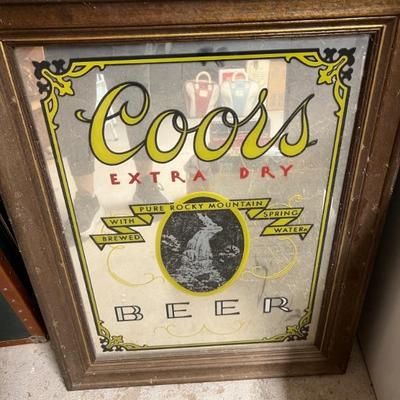 Coors
EXTRA DRY
BREWED WITH PURE ROCKY MOUNTAIN SPRING WATER
BEER